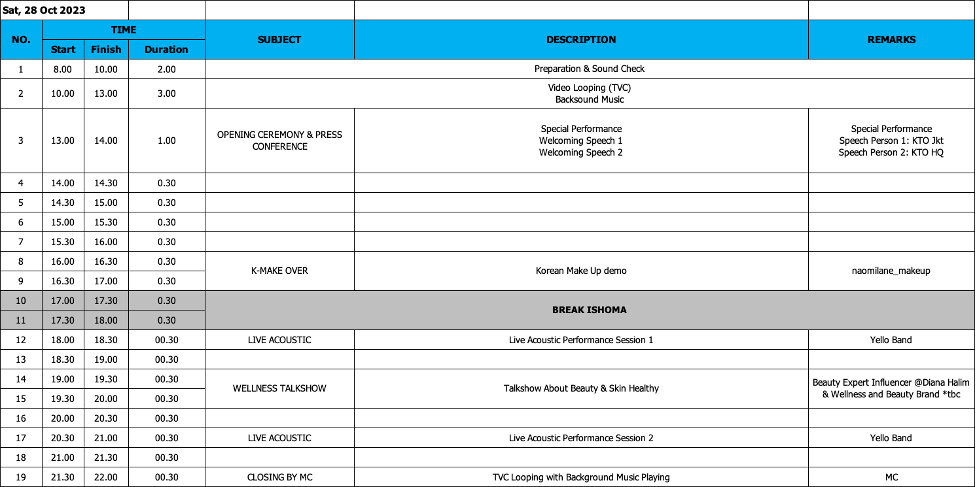 Sat, 28 Oct 2023
NO. TIME SUBJECT DESCRIPTION REMARKS
Start Finish Duration
1 8.00 10.00 2.00 Preparation & Sound Check
2 10.00 13.00 3.00 Video Looping (TVC)
Backsound Music
3 13.00 14.00 1.00 OPENING CEREMONY & PRESS CONFERENCE Special Performance Special Performance
Welcoming Speech 1 Speech Person 1: KTO Jkt
Welcoming Speech 2 Speech Person 2: KTO HQ
4 14.00 14.30 0.30
5 14.30 15.00 0.30
6 15.00 15.30 0.30
7 15.30 16.00 0.30
8 16.00 16.30 0.30 K-MAKE OVER Korean Make Up demo naomilane_makeup
9 16.30 17.00 0.30
10 17.00 17.30 0.30 BREAK ISHOMA
11 17.30 18.00 0.30
12 18.00 18.30 00.30 LIVE ACOUSTIC Live Acoustic Performance Session 1 Yello Band
13 18.30 19.00 00.30
14 19.00 19.30 00.30 WELLNESS TALKSHOW Talkshow About Beauty & Skin Healthy Beauty Expert Influencer @Diana Halim
15 19.30 20.00 00.30 & Wellness and Beauty Brand *tbc
16 20.00 20.30 00.30
17 20.30 21.00 00.30 LIVE ACOUSTIC Live Acoustic Performance Session 2 Yello Band
18 21.00 21.30 00.30
19 21.30 22.00 00.30 CLOSING BY MC TVC Looping with Background Music Playing MC